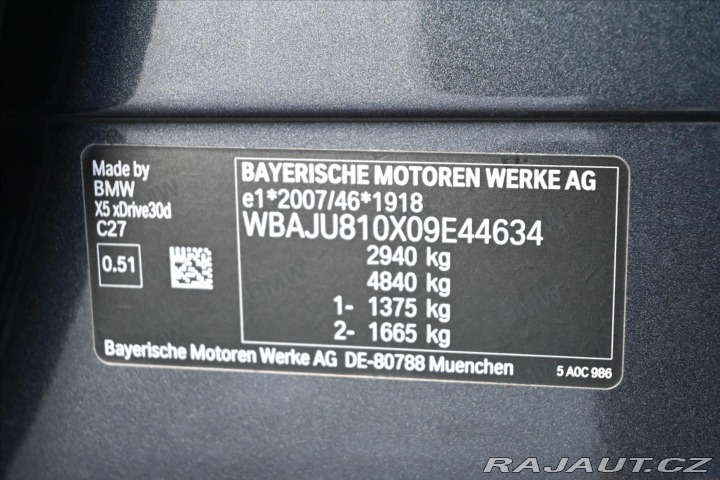 Made by
BMW
X5 xDrive30d
C27
0.51
BAYERISCHE MOTOREN WERKE AG
e1*2007/46*1918
WBAJU810X09E44634
2940 kg
4840 kg
1- 1375 kg
2- 1665 kg
Bayerische Motoren Werke AG DE-80788 Muenchen
5 A0C 986
RAJAUT.CZ